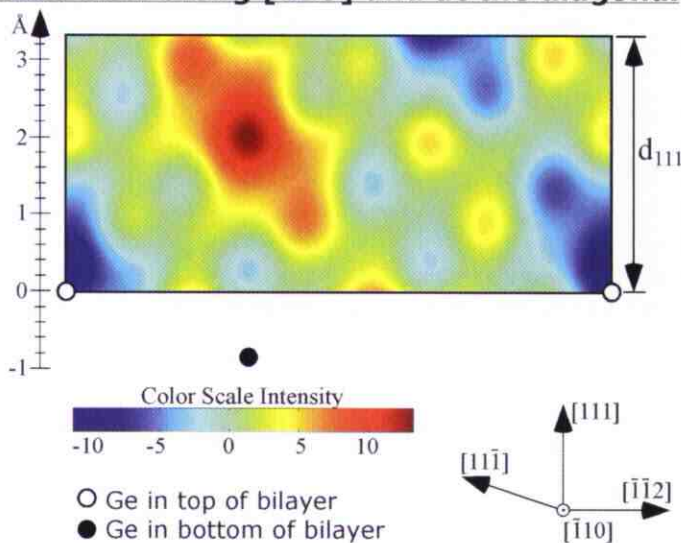 Å
3
2
1
0
-1
d111
Color Scale Intensity
-10 -5 0 5 10
Ge in top of bilayer
Ge in bottom of bilayer
[111]
[111̄]
[1̄1̄2]
[1̄10]